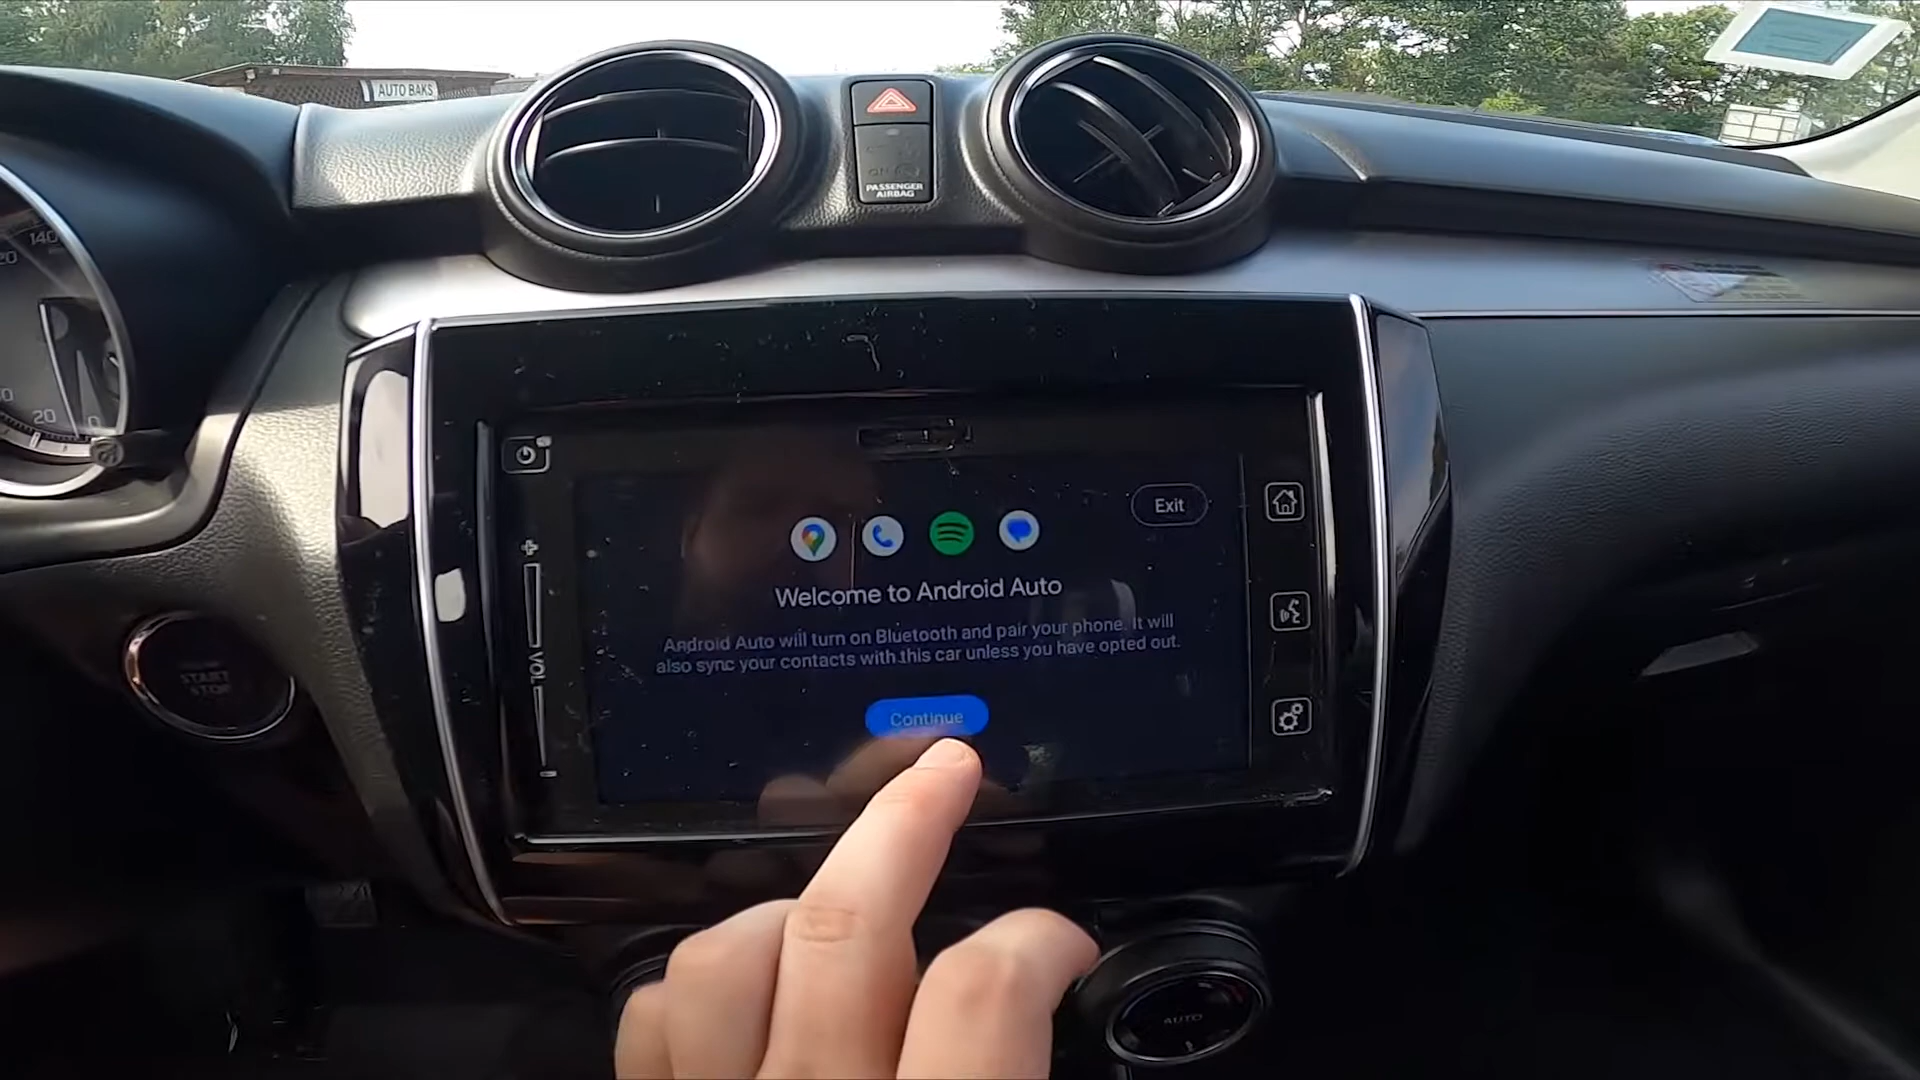 AUTO BAKS
PASSENGER
AIRBAG
140
20
0
START
STOP
VOL
Exit
Welcome to Android Auto
Android Auto will turn on Bluetooth and pair your phone. It will
also sync your contacts with this car unless you have opted out.
Continue
AUTO